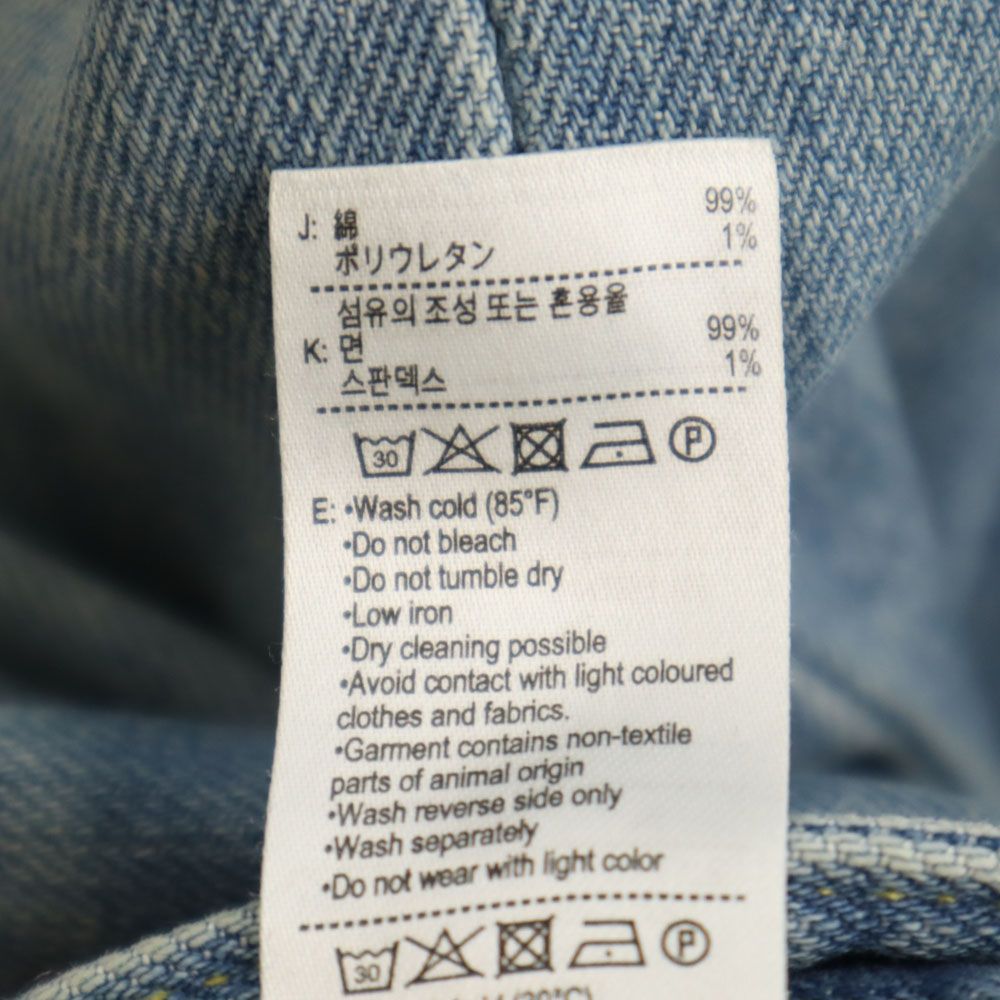 J: 綿 99%
ポリウレタン 1%
섬유의 조성 또는 혼용율
K: 면 99%
스판덱스 1%
30 P
E: •Wash cold (85°F)
•Do not bleach
•Do not tumble dry
•Low iron
•Dry cleaning possible
•Avoid contact with light coloured
clothes and fabrics.
•Garment contains non-textile
parts of animal origin
•Wash reverse side only
•Wash separately
•Do not wear with light color
30 P